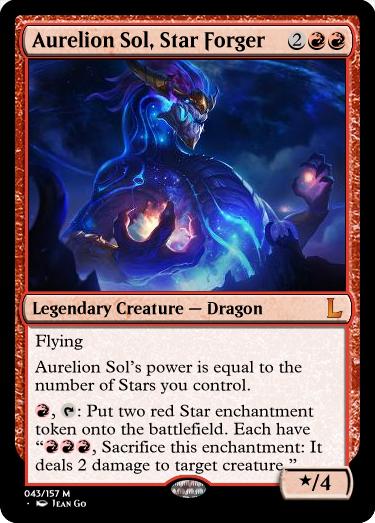 Aurelion Sol, Star Forger 2
L
Legendary Creature — Dragon
Flying
Aurelion Sol's power is equal to the
number of Stars you control.
, : Put two red Star enchantment
token onto the battlefield. Each have
“, Sacrifice this enchantment: It
deals 2 damage to target creature.”
*/4
043/157 M
· Jean Go